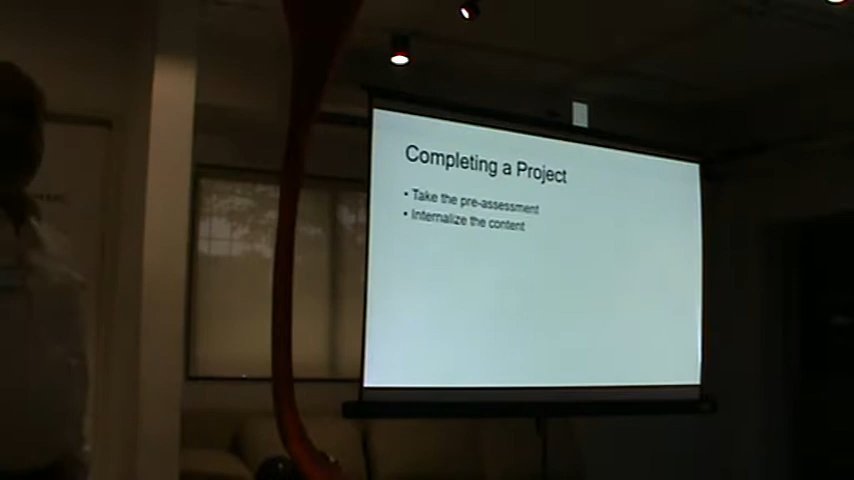 Completing a Project
• Take the pre-assessment
• Internalize the content